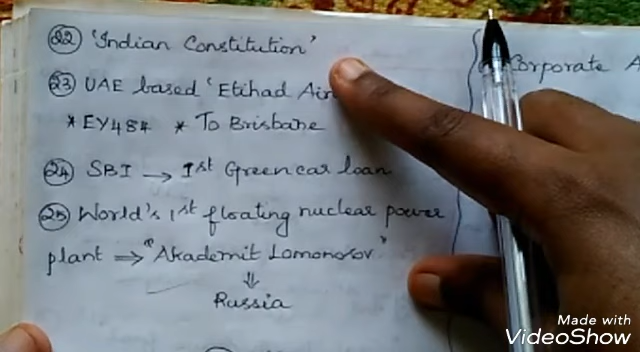 22 'Indian Constitution'
23 UAE based 'Etihad Air
* EY484 * To Brisbane
24 SBI → 1st Green car loan
25 World's 1st floating nuclear power
plant ⇒ "Akademit Lomonosov"
⇓
Russia
Corporate A
Made with
VideoShow